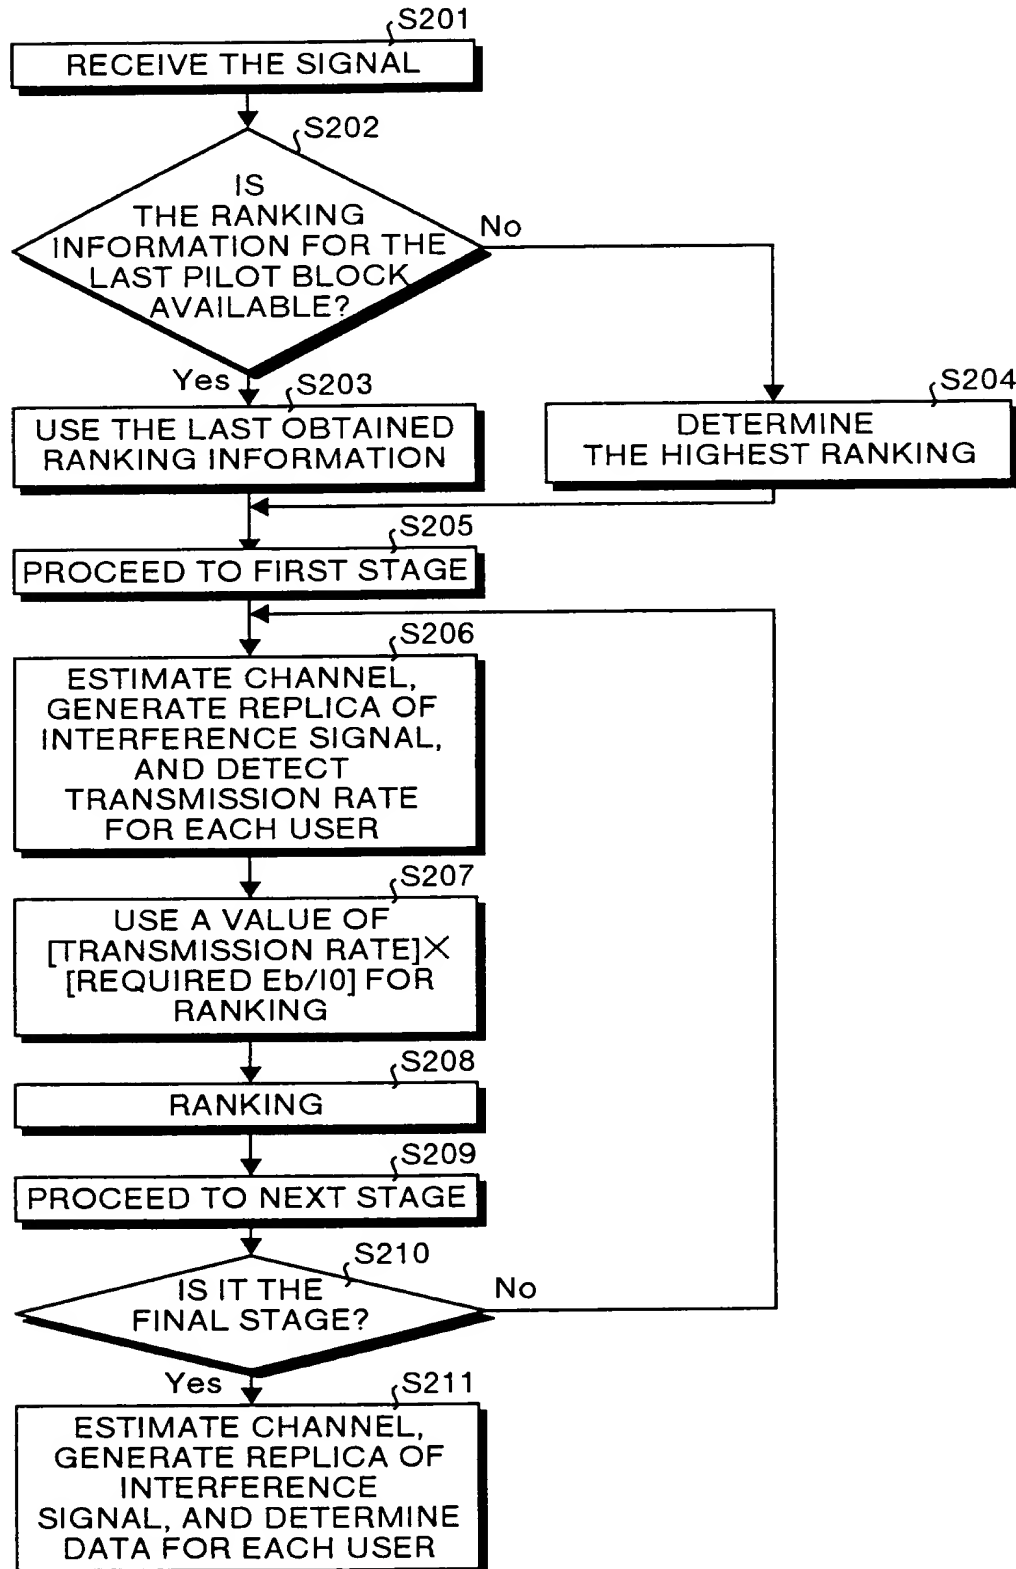 S201
RECEIVE THE SIGNAL
S202
IS
THE RANKING
INFORMATION FOR THE
LAST PILOT BLOCK
AVAILABLE?
No
Yes
S203
USE THE LAST OBTAINED
RANKING INFORMATION
S204
DETERMINE
THE HIGHEST RANKING
S205
PROCEED TO FIRST STAGE
S206
ESTIMATE CHANNEL,
GENERATE REPLICA OF
INTERFERENCE SIGNAL,
AND DETECT
TRANSMISSION RATE
FOR EACH USER
S207
USE A VALUE OF
[TRANSMISSION RATE]×
[REQUIRED Eb/I0] FOR
RANKING
S208
RANKING
S209
PROCEED TO NEXT STAGE
S210
IS IT THE
FINAL STAGE?
No
Yes
S211
ESTIMATE CHANNEL,
GENERATE REPLICA OF
INTERFERENCE
SIGNAL, AND DETERMINE
DATA FOR EACH USER